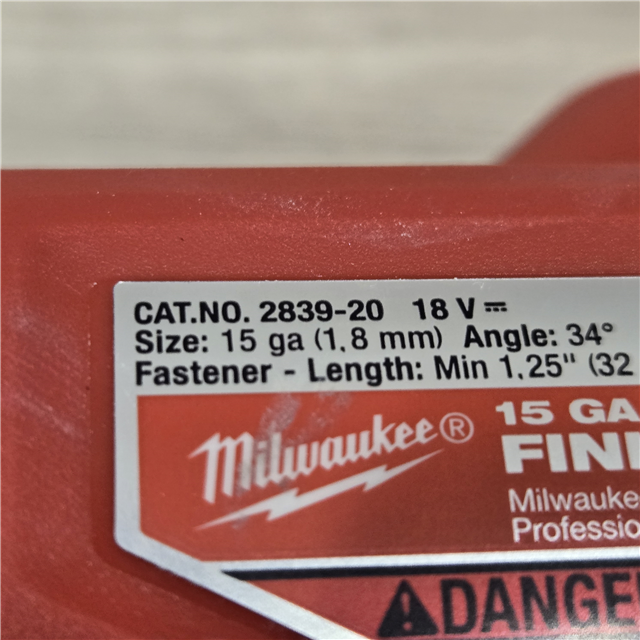 CAT.NO. 2839-20 18 V⎓
Size: 15 ga (1,8 mm) Angle: 34°
Fastener - Length: Min 1,25" (32
Milwaukee®
15 GA
FINI
Milwauke
Professio
⚠DANGER